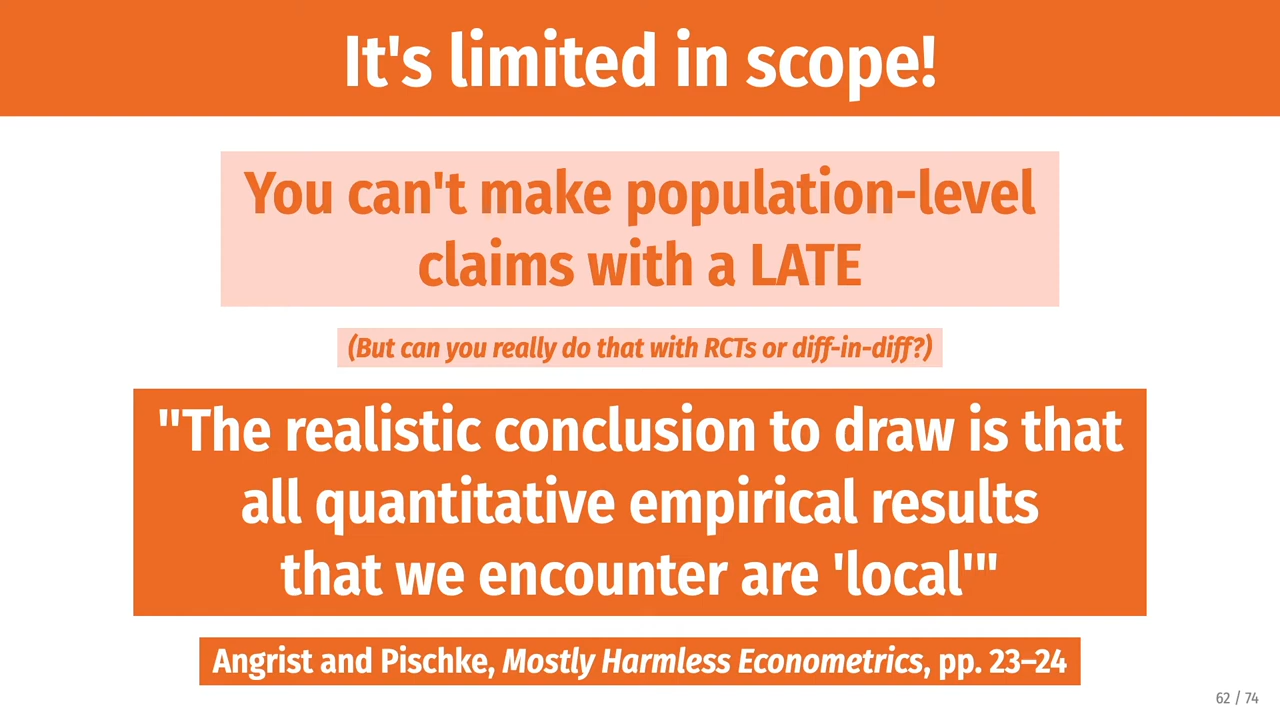 It's limited in scope!
You can't make population-level
claims with a LATE
(But can you really do that with RCTs or diff-in-diff?)
"The realistic conclusion to draw is that
all quantitative empirical results
that we encounter are 'local'"
Angrist and Pischke, Mostly Harmless Econometrics, pp. 23–24
62 / 74